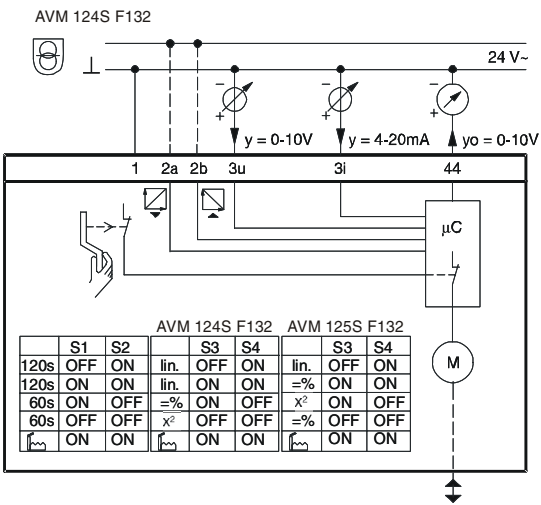 AVM 124S F132
24 V~
− − −
+ + +
y = 0-10V y = 4-20mA yo = 0-10V
1 2a 2b 3u 3i 44
µC
AVM 124S F132 AVM 125S F132
S1 S2 S3 S4 S3 S4
120s OFF ON lin. OFF ON lin. OFF ON
120s ON ON lin. ON ON =% ON ON
60s ON OFF =% ON OFF x² ON OFF
60s OFF OFF x² OFF OFF =% OFF OFF
ON ON ON ON ON ON
M